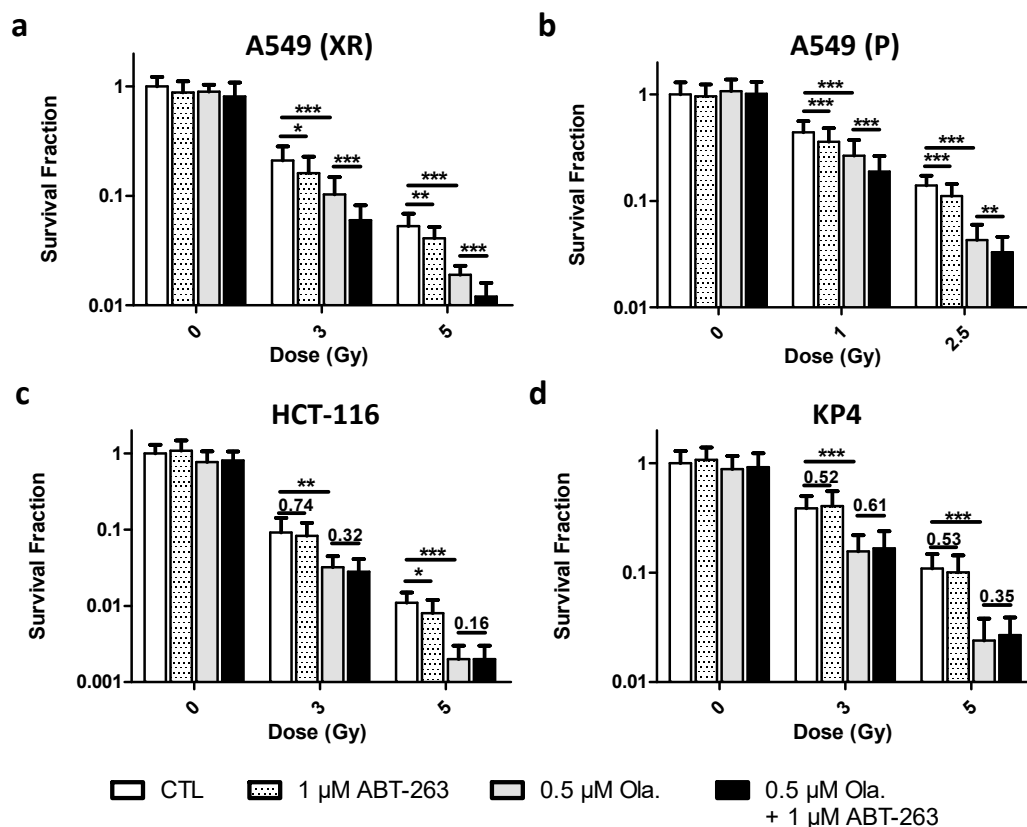 a
A549 (XR)
Survival Fraction
1
0.1
0.01
***
*
***
***
**
***
0
3
5
Dose (Gy)
b
A549 (P)
Survival Fraction
1
0.1
0.01
***
***
***
***
***
**
0
1
2.5
Dose (Gy)
c
HCT-116
Survival Fraction
1
0.1
0.01
0.001
**
0.74
0.32
***
*
0.16
0
3
5
Dose (Gy)
d
KP4
Survival Fraction
1
0.1
0.01
***
0.52
0.61
***
0.53
0.35
0
3
5
Dose (Gy)
CTL
1 µM ABT-263
0.5 µM Ola.
0.5 µM Ola.
+ 1 µM ABT-263